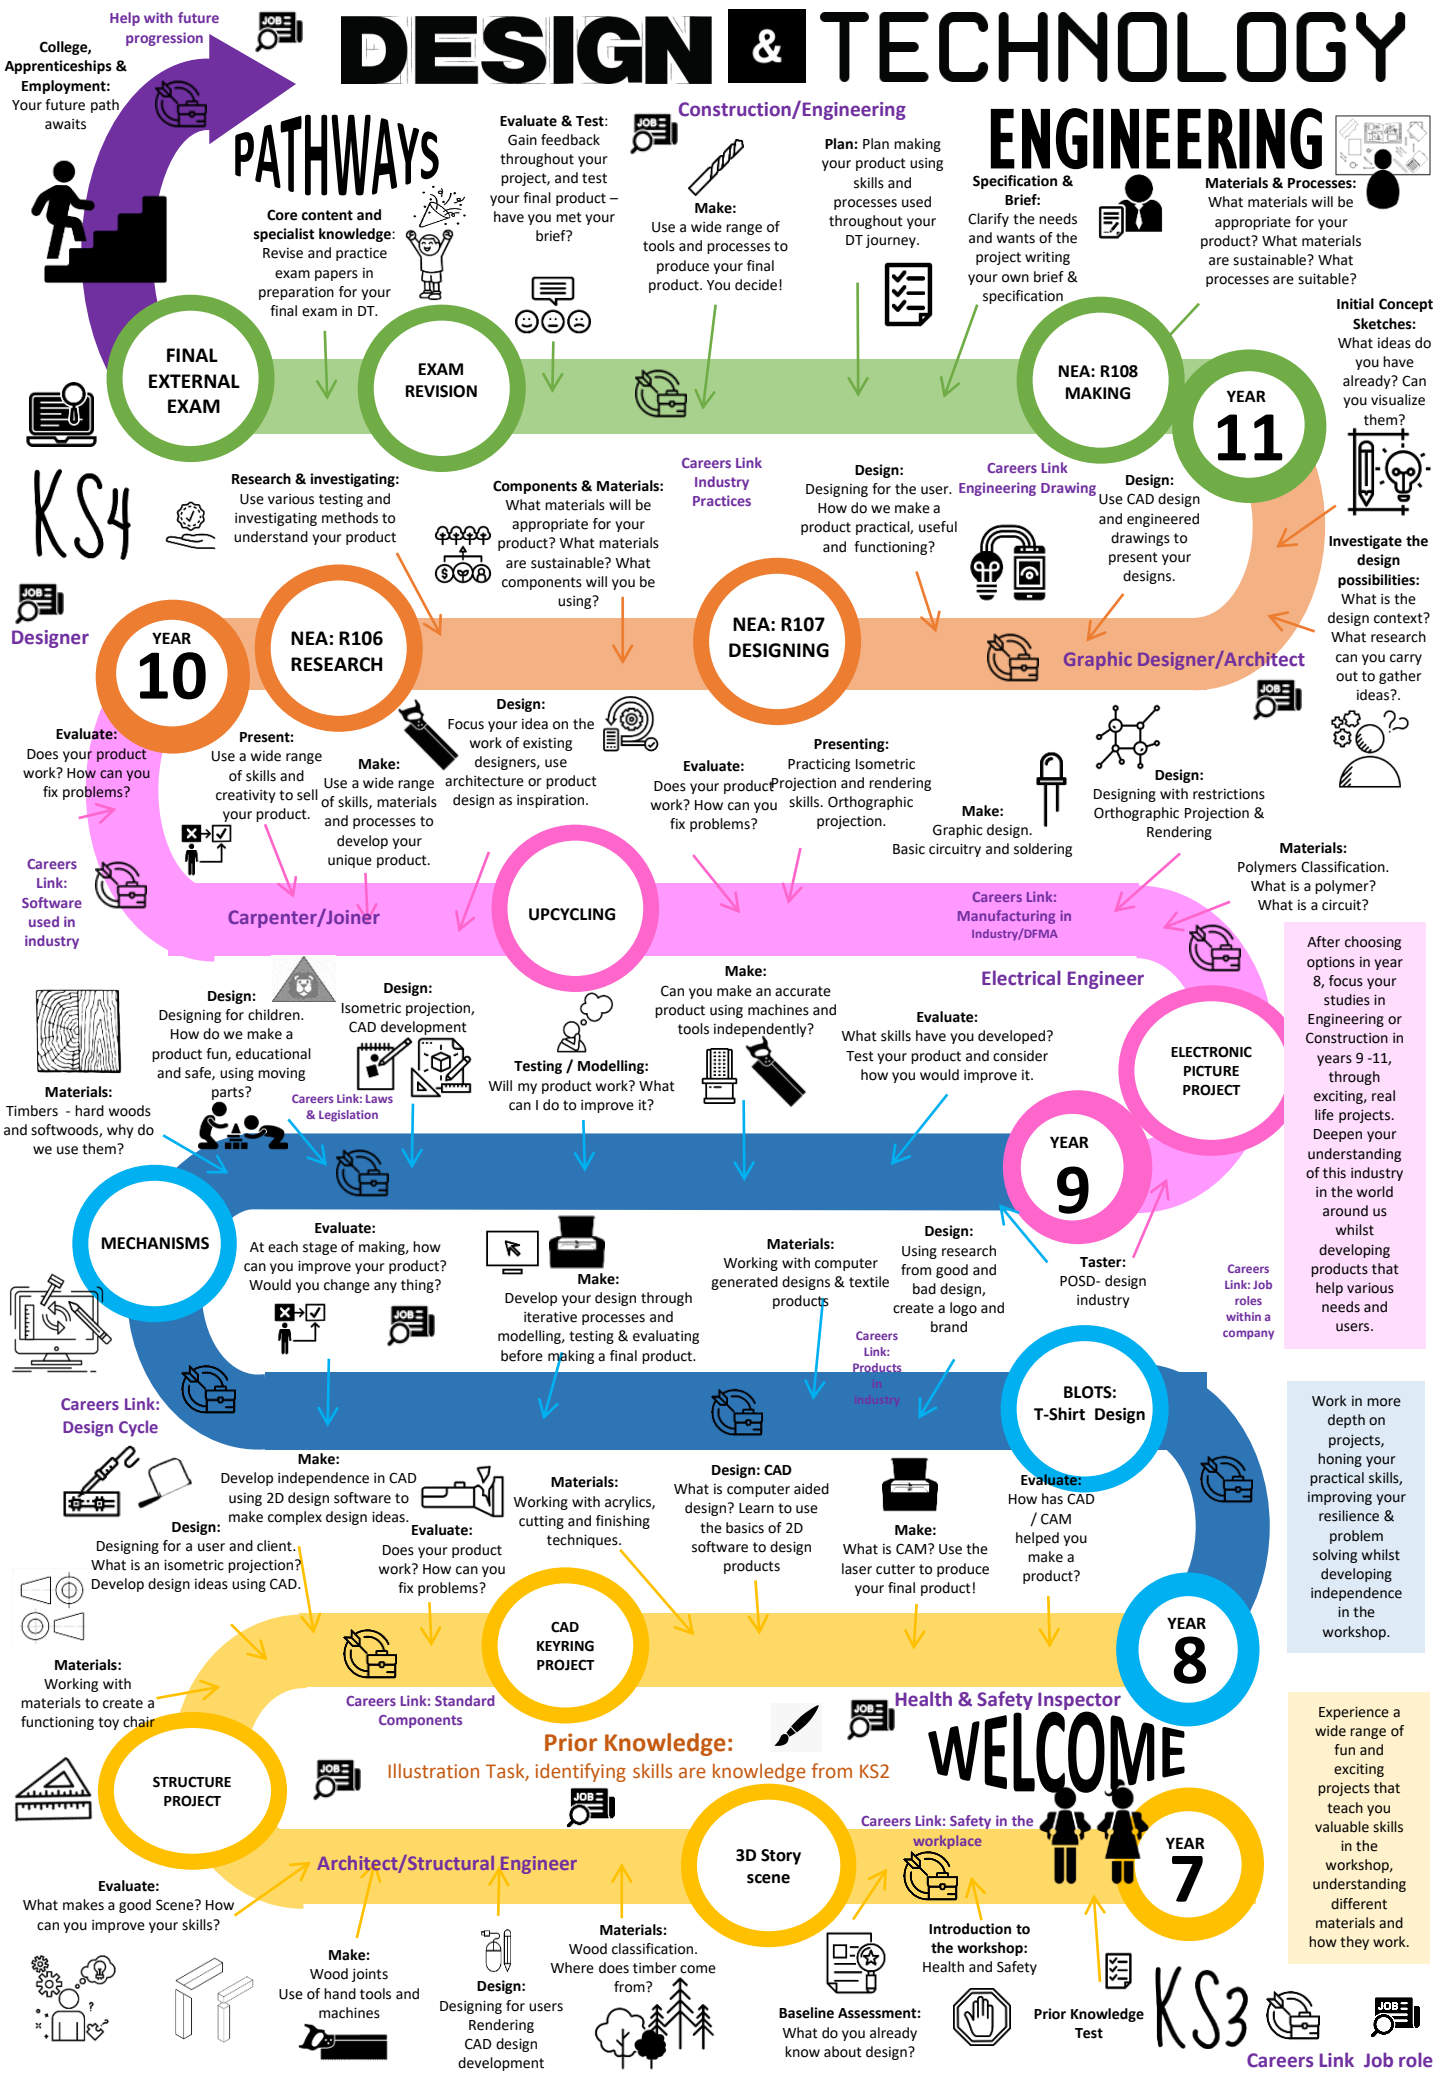 DESIGN & TECHNOLOGY
Help with future
progression
JOB
College,
Apprenticeships &
Employment:
Your future path
awaits
PATHWAYS
ENGINEERING
Construction/Engineering
JOB
Core content and
specialist knowledge:
Revise and practice
exam papers in
preparation for your
final exam in DT.
Evaluate & Test:
Gain feedback
throughout your
project, and test
your final product –
have you met your
brief?
Make:
Use a wide range of
tools and processes to
produce your final
product. You decide!
Plan: Plan making
your product using
skills and
processes used
throughout your
DT journey.
Specification &
Brief:
Clarify the needs
and wants of the
project writing
your own brief &
specification
Materials & Processes:
What materials will be
appropriate for your
product? What materials
are sustainable? What
processes are suitable?
Initial Concept
Sketches:
What ideas do
you have
already? Can
you visualize
them?
FINAL
EXTERNAL
EXAM
EXAM
REVISION
NEA: R108
MAKING
YEAR
11
KS4
Research & investigating:
Use various testing and
investigating methods to
understand your product
Components & Materials:
What materials will be
appropriate for your
product? What materials
are sustainable? What
components will you be
using?
Careers Link
Industry
Practices
Design:
Designing for the user.
How do we make a
product practical, useful
and functioning?
Careers Link
Engineering Drawing
Design:
Use CAD design
and engineered
drawings to
present your
designs.
Investigate the
design
possibilities:
What is the
design context?
What research
can you carry
out to gather
ideas?.
JOB
Designer
YEAR
10
NEA: R106
RESEARCH
NEA: R107
DESIGNING
Graphic Designer/Architect
JOB
Evaluate:
Does your product
work? How can you
fix problems?
Present:
Use a wide range
of skills and
creativity to sell
your product.
Make:
Use a wide range
of skills, materials
and processes to
develop your
unique product.
Design:
Focus your idea on the
work of existing
designers, use
architecture or product
design as inspiration.
Evaluate:
Does your product
work? How can you
fix problems?
Presenting:
Practicing Isometric
Projection and rendering
skills. Orthographic
projection.
Make:
Graphic design.
Basic circuitry and soldering
Design:
Designing with restrictions
Orthographic Projection &
Rendering
Materials:
Polymers Classification.
What is a polymer?
What is a circuit?
Careers
Link:
Software
used in
industry
Carpenter/Joiner
UPCYCLING
Careers Link:
Manufacturing in
Industry/DFMA
Electrical Engineer
ELECTRONIC
PICTURE
PROJECT
After choosing
options in year
8, focus your
studies in
Engineering or
Construction in
years 9 -11,
through
exciting, real
life projects.
Deepen your
understanding
of this industry
in the world
around us
whilst
developing
products that
help various
needs and
users.
Materials:
Timbers - hard woods
and softwoods, why do
we use them?
Design:
Designing for children.
How do we make a
product fun, educational
and safe, using moving
parts?
Design:
Isometric projection,
CAD development
Careers Link: Laws
& Legislation
Testing / Modelling:
Will my product work? What
can I do to improve it?
Make:
Can you make an accurate
product using machines and
tools independently?
Evaluate:
What skills have you developed?
Test your product and consider
how you would improve it.
YEAR
9
MECHANISMS
Evaluate:
At each stage of making, how
can you improve your product?
Would you change any thing?
JOB
Make:
Develop your design through
iterative processes and
modelling, testing & evaluating
before making a final product.
Materials:
Working with computer
generated designs & textile
products
Design:
Using research
from good and
bad design,
create a logo and
brand
Taster:
POSD- design
industry
Careers
Link: Job
roles
within a
company
Careers
Link:
Products
in
industry
BLOTS:
T-Shirt Design
Careers Link:
Design Cycle
Work in more
depth on
projects,
honing your
practical skills,
improving your
resilience &
problem
solving whilst
developing
independence
in the
workshop.
Make:
Develop independence in CAD
using 2D design software to
make complex design ideas.
Design:
Designing for a user and client.
What is an isometric projection?
Develop design ideas using CAD.
Evaluate:
Does your product
work? How can you
fix problems?
Materials:
Working with acrylics,
cutting and finishing
techniques.
Design: CAD
What is computer aided
design? Learn to use
the basics of 2D
software to design
products
Make:
What is CAM? Use the
laser cutter to produce
your final product!
Evaluate:
How has CAD
/ CAM
helped you
make a
product?
CAD
KEYRING
PROJECT
YEAR
8
Materials:
Working with
materials to create a
functioning toy chair
Careers Link: Standard
Components
JOB
Health & Safety Inspector
Prior Knowledge:
Illustration Task, identifying skills are knowledge from KS2
WELCOME
STRUCTURE
PROJECT
JOB
JOB
Architect/Structural Engineer
3D Story
scene
Careers Link: Safety in the
workplace
YEAR
7
Experience a
wide range of
fun and
exciting
projects that
teach you
valuable skills
in the
workshop,
understanding
different
materials and
how they work.
Evaluate:
What makes a good Scene? How
can you improve your skills?
Make:
Wood joints
Use of hand tools and
machines
Design:
Designing for users
Rendering
CAD design
development
Materials:
Wood classification.
Where does timber come
from?
Baseline Assessment:
What do you already
know about design?
Introduction to
the workshop:
Health and Safety
Prior Knowledge
Test
KS3
JOB
Careers Link Job role